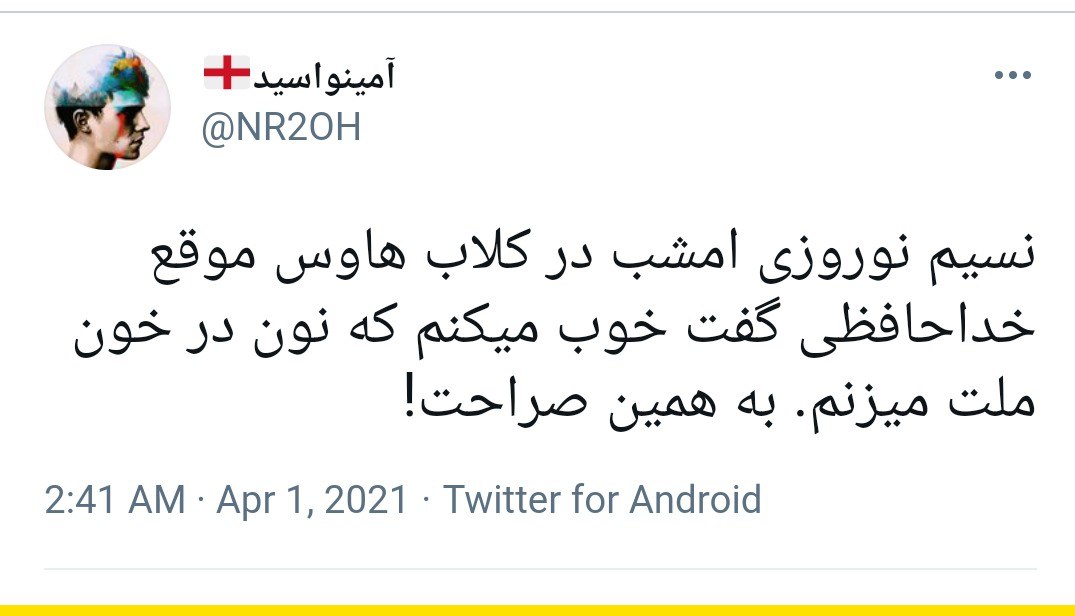 آمینواسید🏴󠁧󠁢󠁥󠁮󠁧󠁿
@NR2OH
نسیم نوروزی امشب در کلاب هاوس موقع
خداحافظی گفت خوب میکنم که نون در خون
ملت میزنم. به همین صراحت!
2:41 AM · Apr 1, 2021 · Twitter for Android